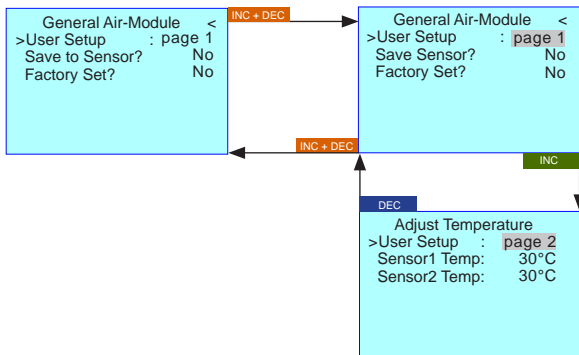 General Air-Module <
>User Setup : page 1
Save to Sensor? No
Factory Set? No
INC + DEC
General Air-Module <
>User Setup : page 1
Save Sensor? No
Factory Set? No
INC + DEC
INC
DEC
Adjust Temperature
>User Setup : page 2
Sensor1 Temp: 30°C
Sensor2 Temp: 30°C